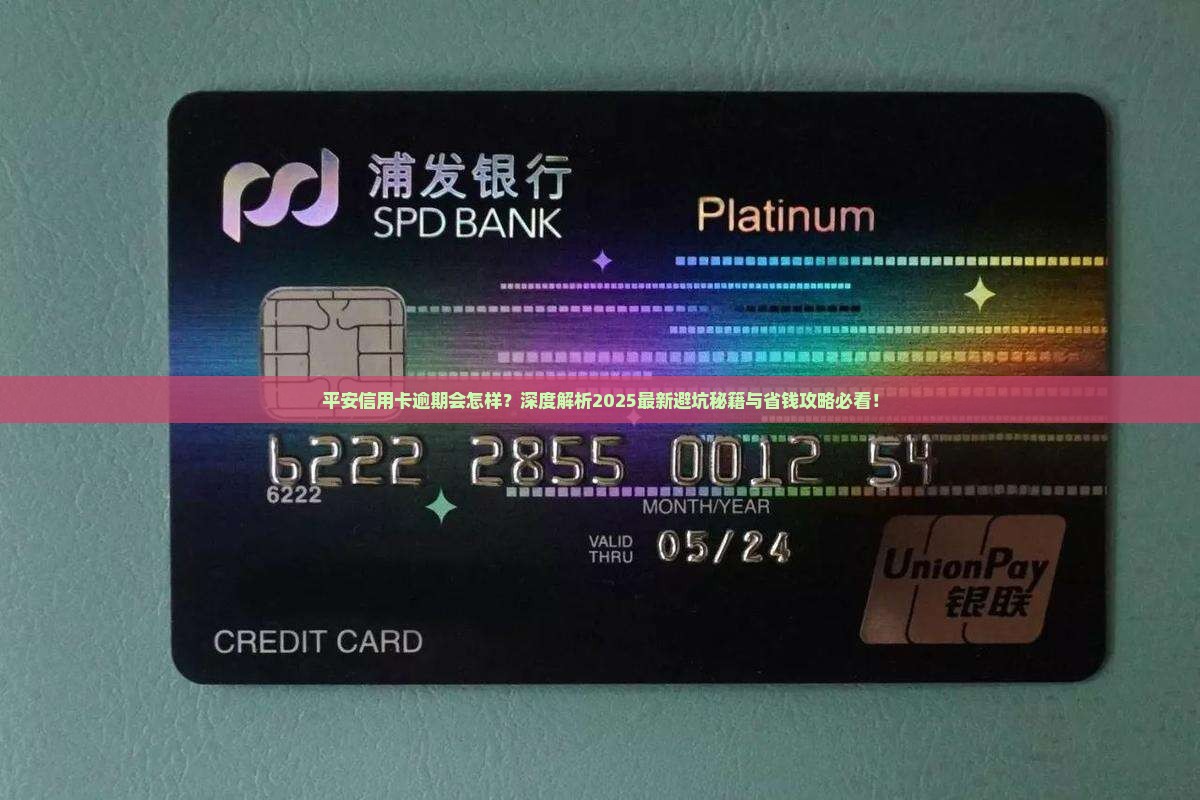 浦发银行
SPD BANK
Platinum
平安信用卡逾期会怎样？深度解析2025最新避坑秘籍与省钱攻略必看！
6222 2855 0012 54
6222
MONTH/YEAR
VALID
THRU
05/24
UnionPay
银联
CREDIT CARD